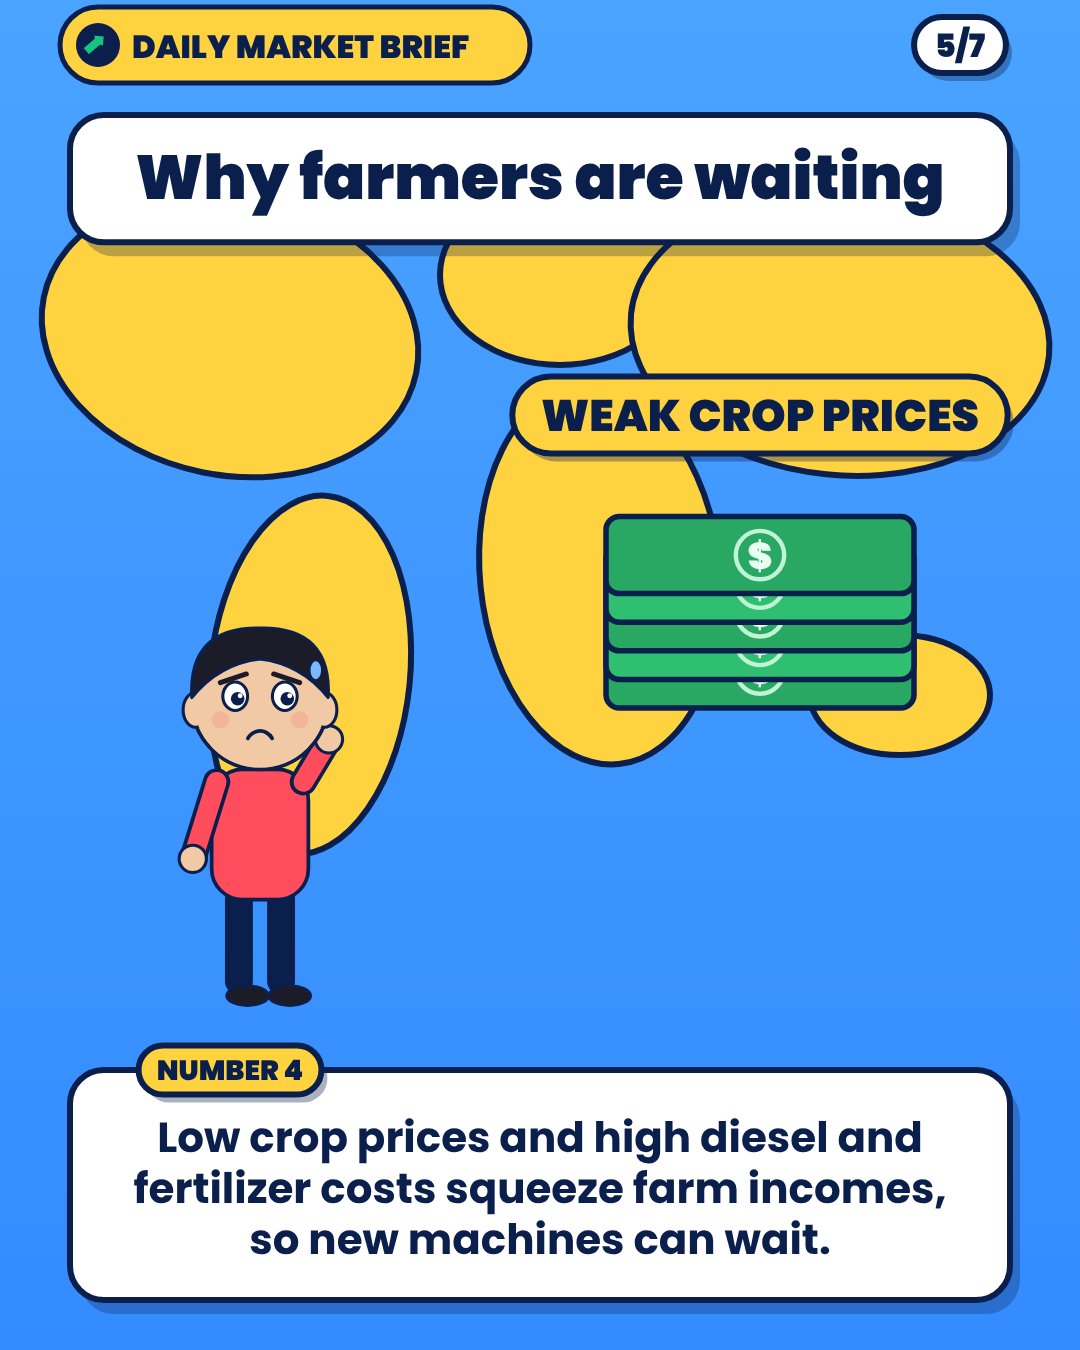 DAILY MARKET BRIEF
5/7
Why farmers are waiting
WEAK CROP PRICES
$
NUMBER 4
Low crop prices and high diesel and
fertilizer costs squeeze farm incomes,
so new machines can wait.